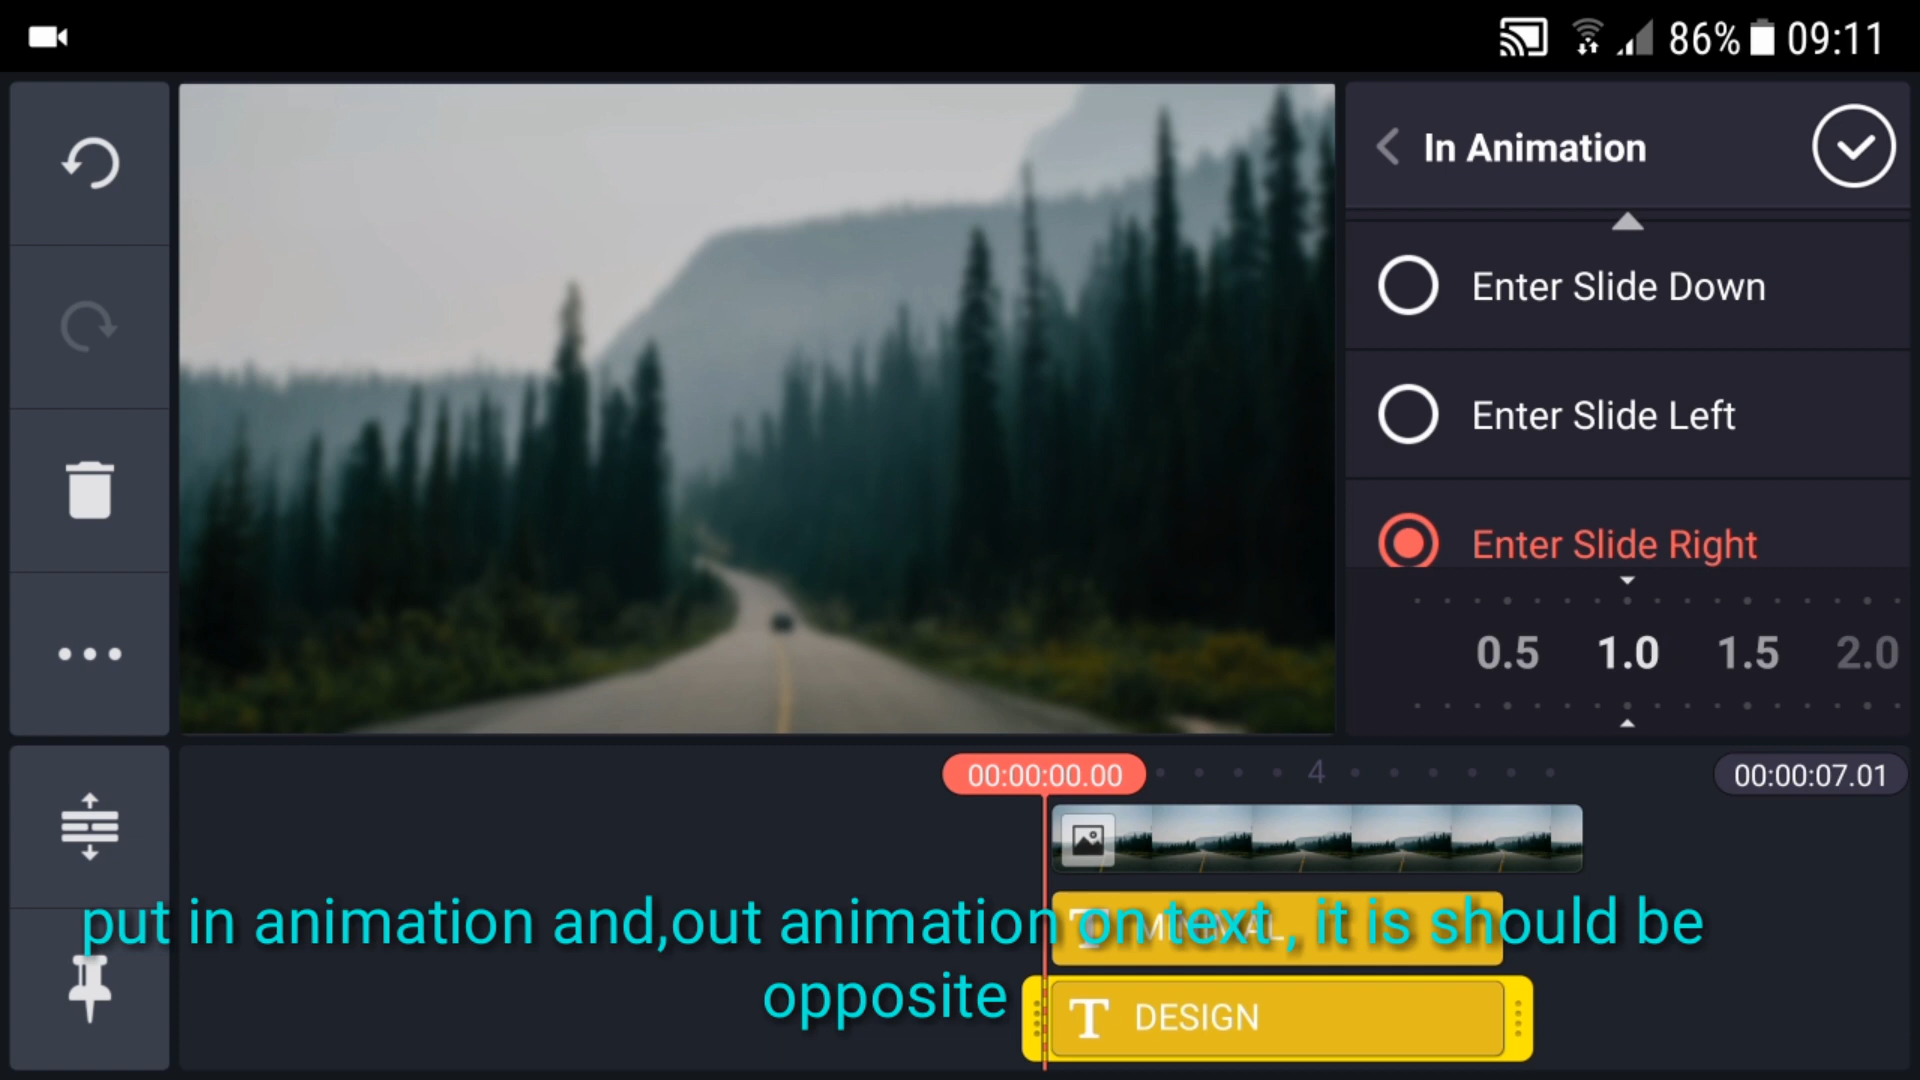 86% 09:11
In Animation
Enter Slide Down
Enter Slide Left
Enter Slide Right
0.5 1.0 1.5 2.0
00:00:00.00 4 00:00:07.01
T MINIMAL
put in animation and,out animation on text , it is should be
opposite
T DESIGN